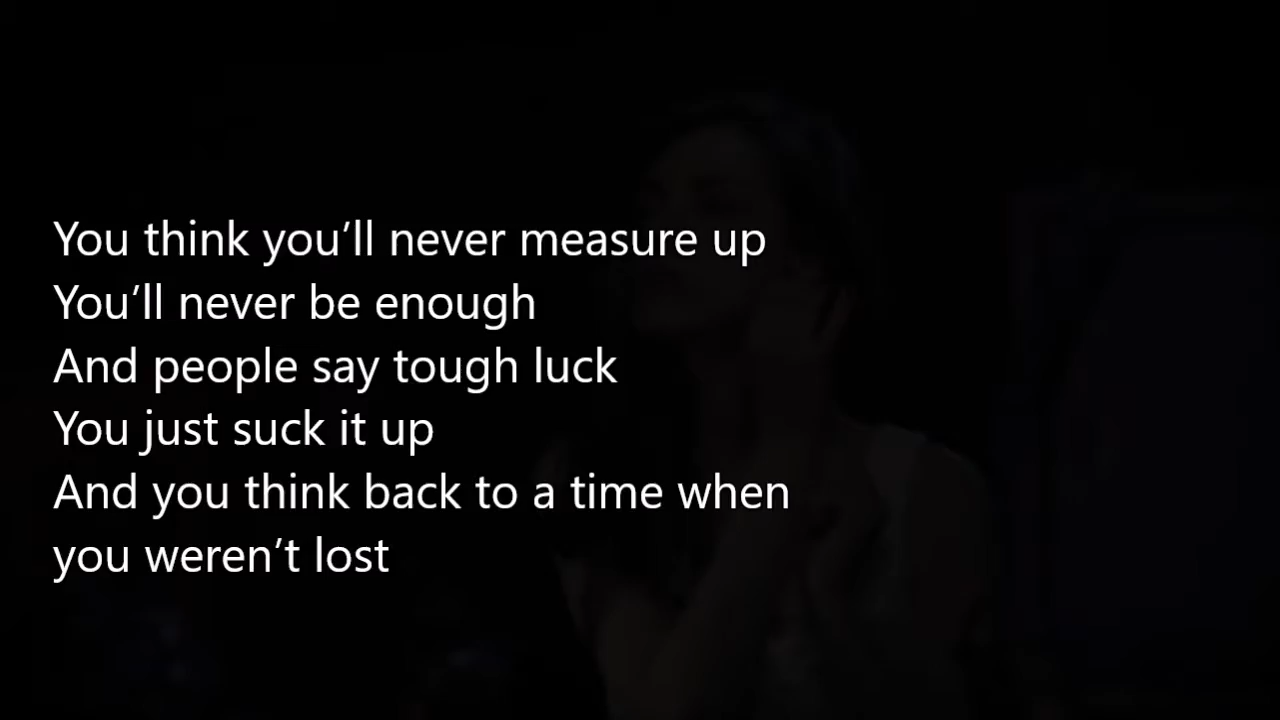 You think you’ll never measure up
You’ll never be enough
And people say tough luck
You just suck it up
And you think back to a time when
you weren’t lost